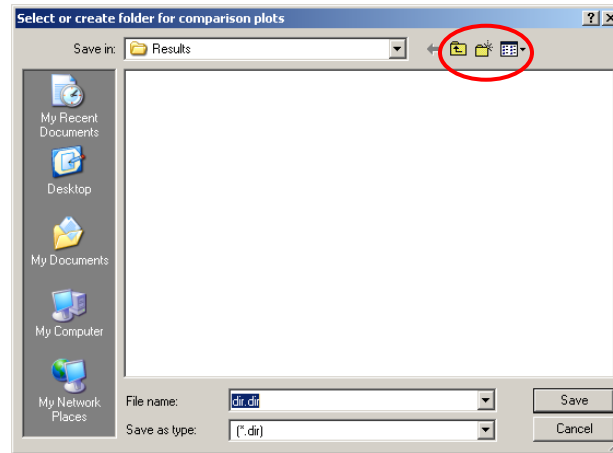 Select or create folder for comparison plots
Save in:
Results
My Recent
Documents
Desktop
My Documents
My Computer
My Network
Places
File name:
dir.dir
Save
Save as type:
(*.dir)
Cancel